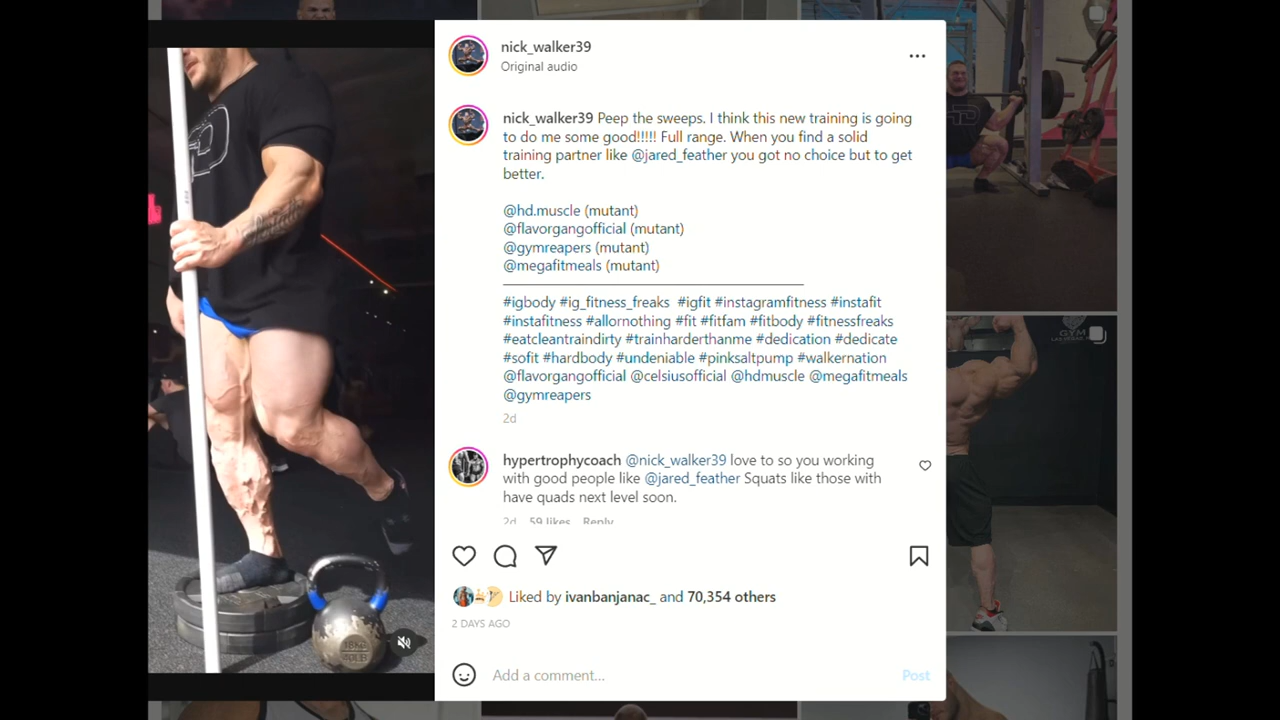 nick_walker39
Original audio
nick_walker39 Peep the sweeps. I think this new training is going
to do me some good!!!!! Full range. When you find a solid
training partner like @jared_feather you got no choice but to get
better.
@hd.muscle (mutant)
@flavorgangofficial (mutant)
@gymreapers (mutant)
@megafitmeals (mutant)
#igbody #ig_fitness_freaks #igfit #instagramfitness #instafit
#instafitness #allornothing #fit #fitfam #fitbody #fitnessfreaks
#eatcleantraindirty #trainharderthanme #dedication #dedicate
#sofit #hardbody #undeniable #pinksaltpump #walkernation
@flavorgangofficial @celsiusofficial @hdmuscle @megafitmeals
@gymreapers
2d
hypertrophycoach @nick_walker39 love to so you working
with good people like @jared_feather Squats like those with
have quads next level soon.
2d 59 likes Reply
Liked by ivanbanjanac_ and 70,354 others
2 DAYS AGO
Add a comment...
Post
GYM